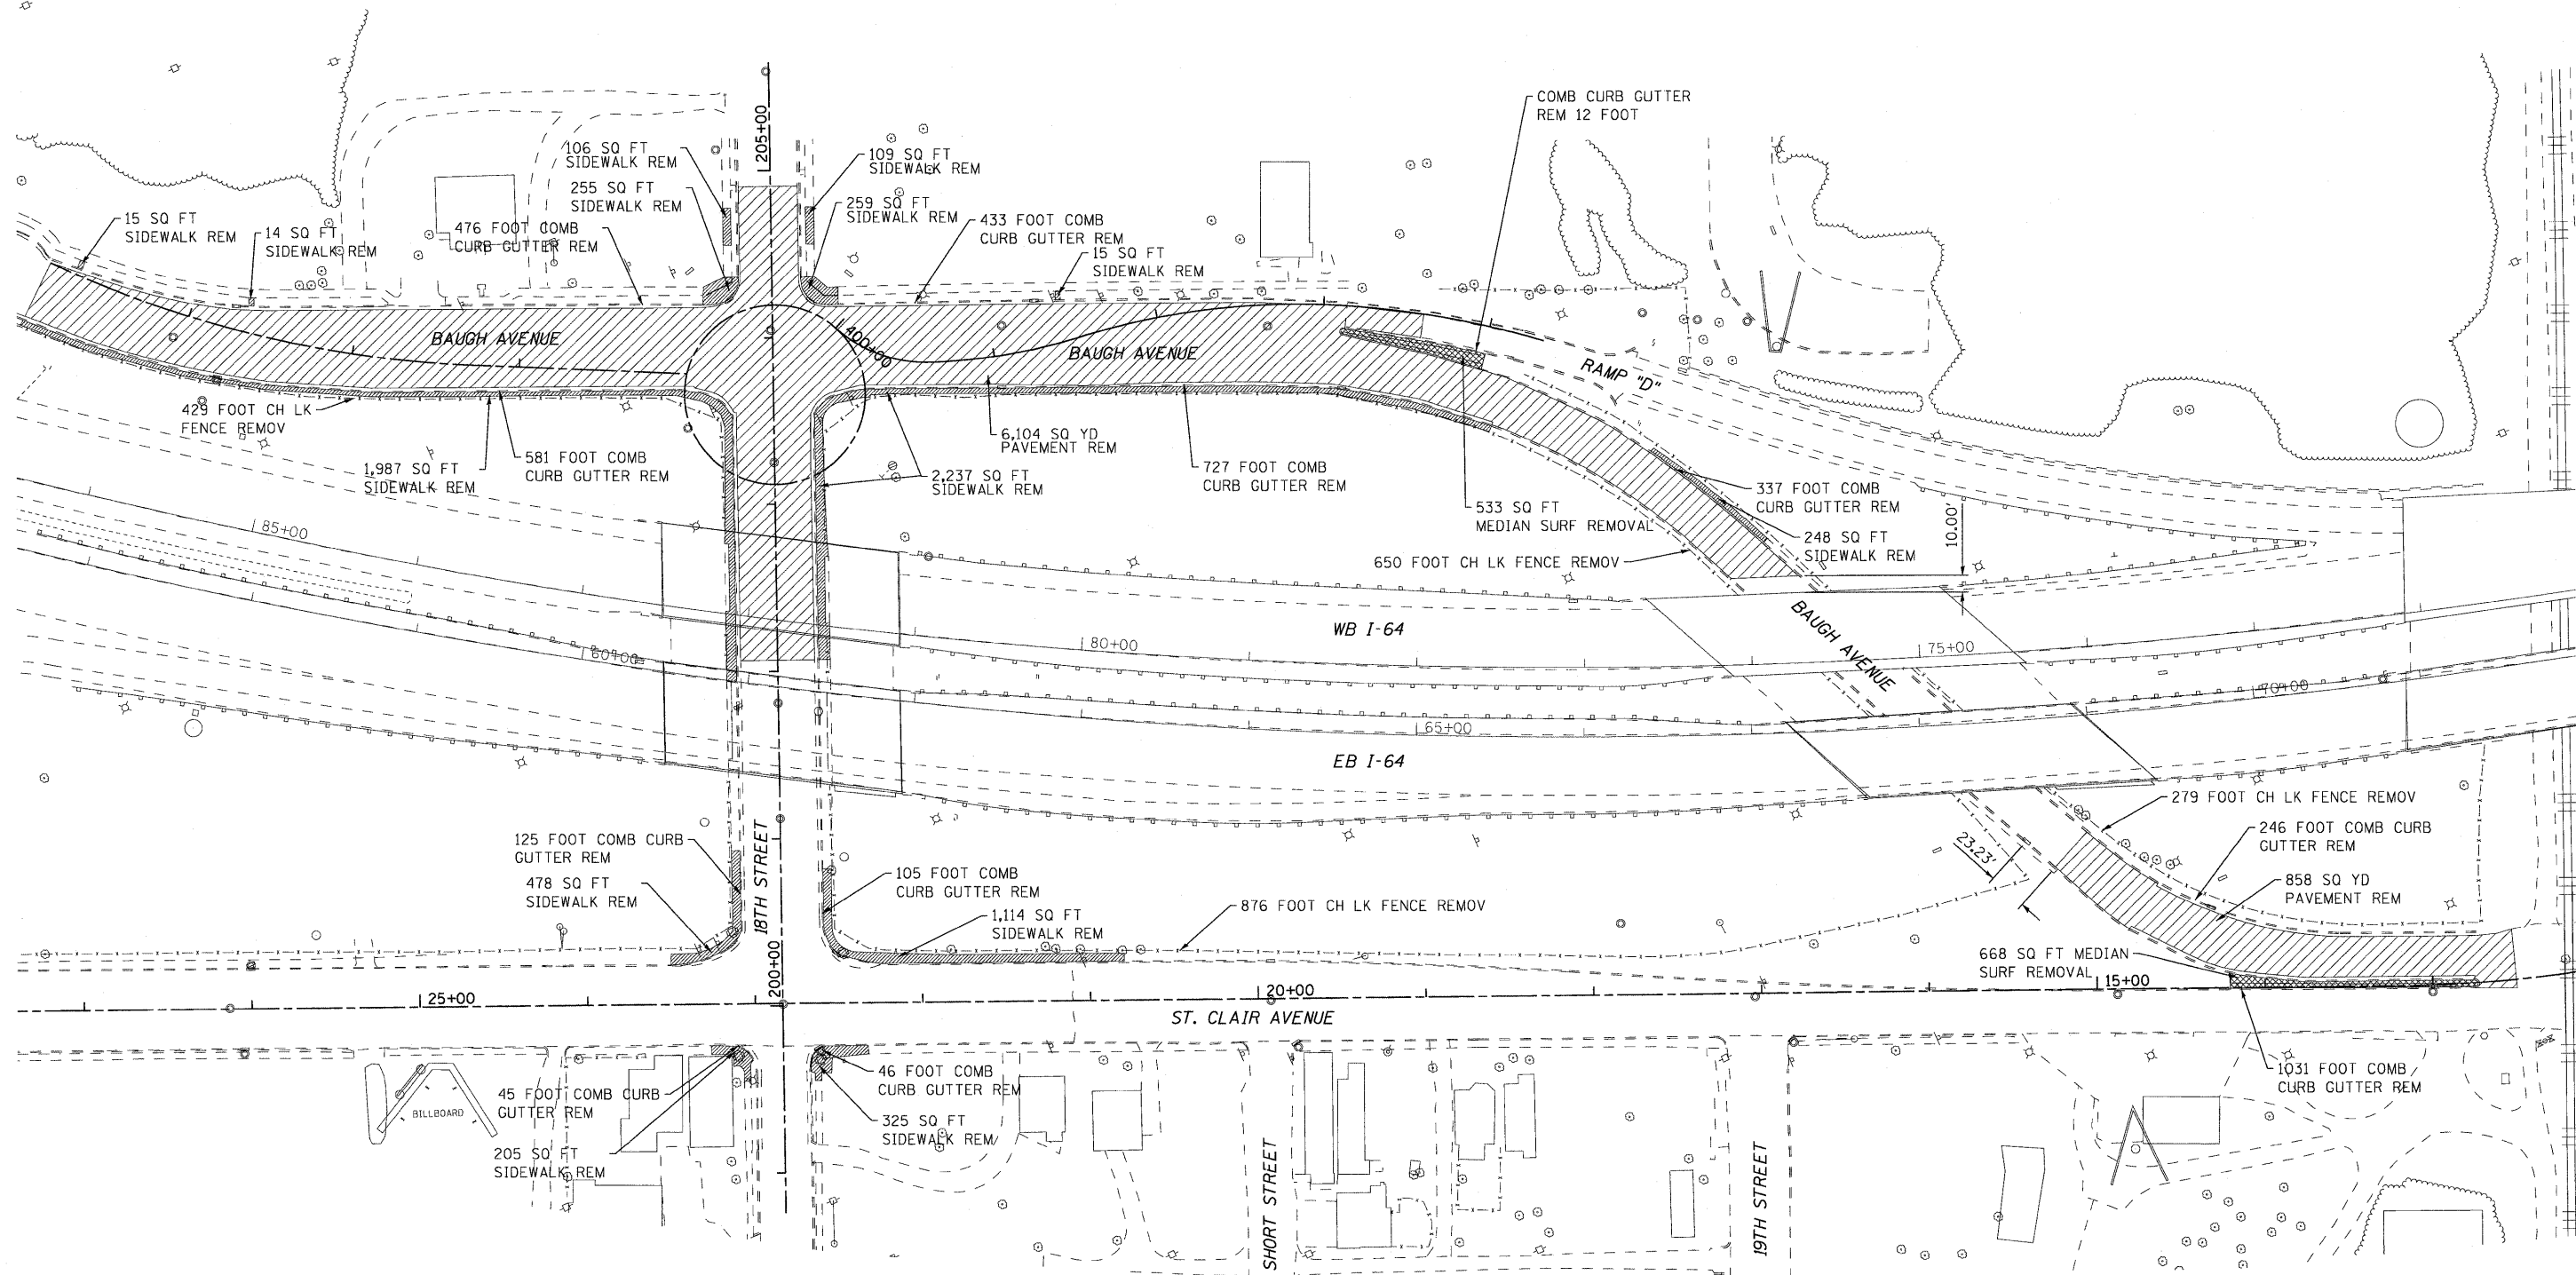 COMB CURB GUTTER
REM 12 FOOT
205+00
106 SQ FT
SIDEWALK REM
109 SQ FT
SIDEWALK REM
255 SQ FT
SIDEWALK REM
259 SQ FT
SIDEWALK REM
15 SQ FT
SIDEWALK REM
14 SQ FT
SIDEWALK REM
476 FOOT COMB
CURB GUTTER REM
433 FOOT COMB
CURB GUTTER REM
15 SQ FT
SIDEWALK REM
BAUGH AVENUE
400+00
BAUGH AVENUE
RAMP "D"
429 FOOT CH LK
FENCE REMOV
1,987 SQ FT
SIDEWALK REM
581 FOOT COMB
CURB GUTTER REM
6,104 SQ YD
PAVEMENT REM
2,237 SQ FT
SIDEWALK REM
727 FOOT COMB
CURB GUTTER REM
533 SQ FT
MEDIAN SURF REMOVAL
337 FOOT COMB
CURB GUTTER REM
248 SQ FT
SIDEWALK REM
10.00'
650 FOOT CH LK FENCE REMOV
85+00
60+00
80+00
WB I-64
BAUGH AVENUE
75+00
70+00
65+00
EB I-64
279 FOOT CH LK FENCE REMOV
246 FOOT COMB CURB
GUTTER REM
23.23'
858 SQ YD
PAVEMENT REM
125 FOOT COMB CURB
GUTTER REM
478 SQ FT
SIDEWALK REM
18TH STREET
105 FOOT COMB
CURB GUTTER REM
1,114 SQ FT
SIDEWALK REM
876 FOOT CH LK FENCE REMOV
668 SQ FT MEDIAN
SURF REMOVAL
25+00
200+00
20+00
15+00
ST. CLAIR AVENUE
45 FOOT COMB CURB
GUTTER REM
46 FOOT COMB
CURB GUTTER REM
1031 FOOT COMB
CURB GUTTER REM
BILLBOARD
325 SQ FT
SIDEWALK REM
205 SQ FT
SIDEWALK REM
SHORT STREET
19TH STREET